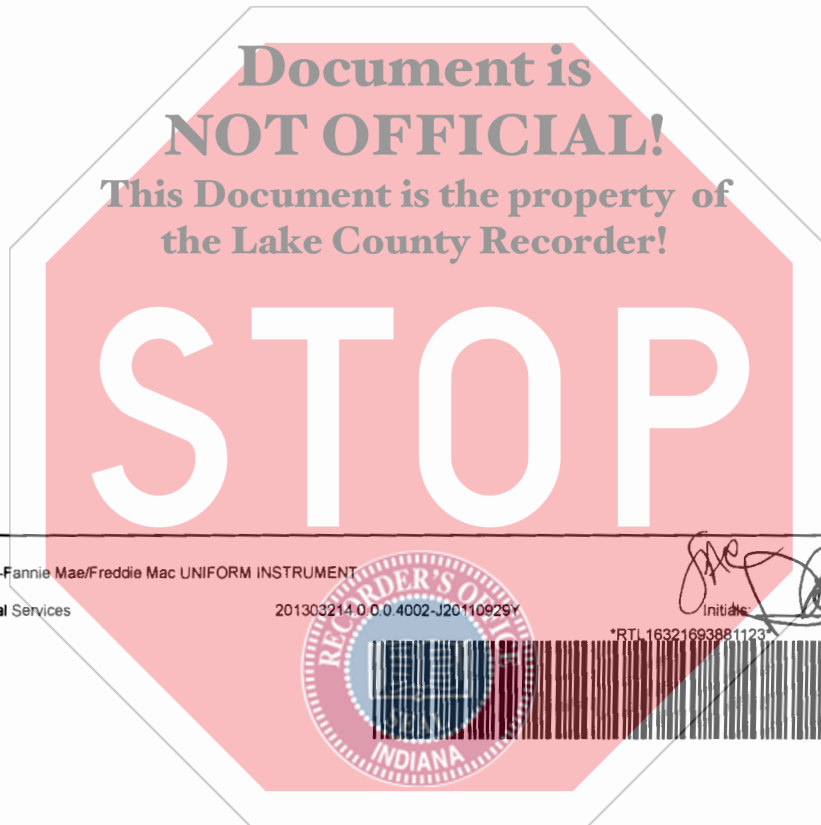 Document is
NOT OFFICIAL!
This Document is the property of
the Lake County Recorder!
STOP
-Fannie Mae/Freddie Mac UNIFORM INSTRUMENT
al Services
201303214.0.0.0.4002-J20110929Y
Initials:
*RTL16321693881123*
RECORDER'S OFFICE
SEAL
INDIANA